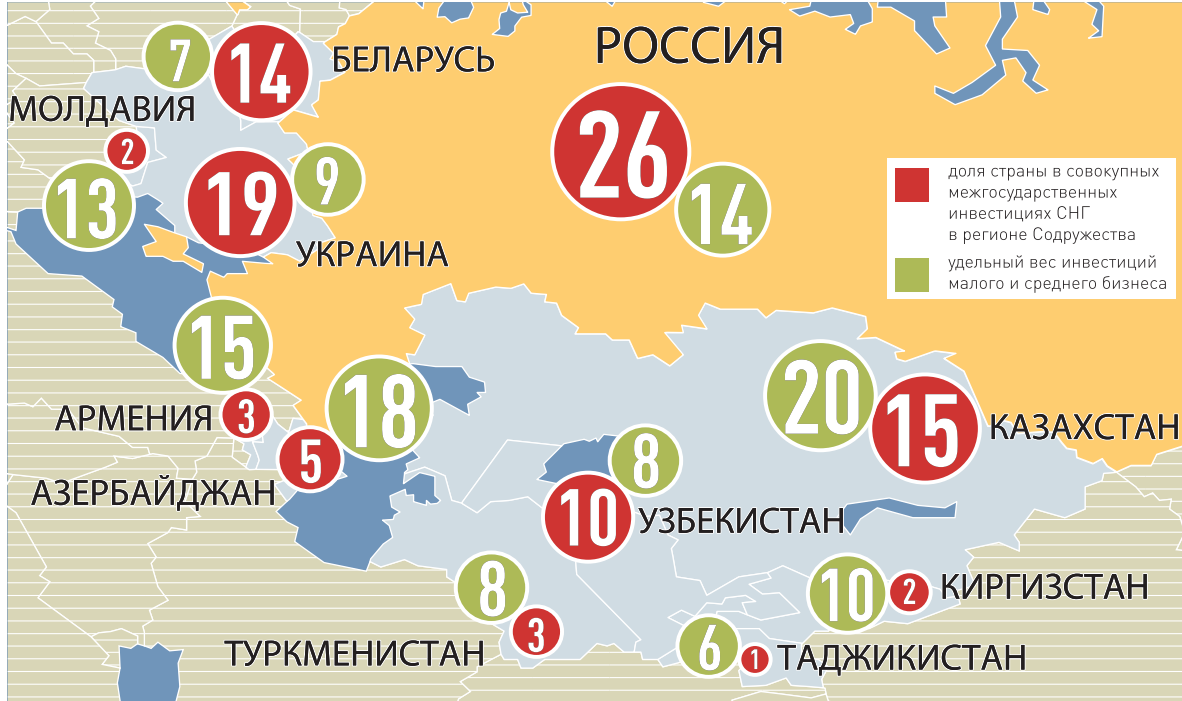 РОССИЯ
7
14
БЕЛАРУСЬ
МОЛДАВИЯ
2
13
19
9
УКРАИНА
26
14
доля страны в совокупных
межгосударственных
инвестициях СНГ
в регионе Содружества
удельный вес инвестиций
малого и среднего бизнеса
15
АРМЕНИЯ
3
18
5
АЗЕРБАЙДЖАН
20
15
КАЗАХСТАН
8
10
УЗБЕКИСТАН
8
3
ТУРКМЕНИСТАН
10
2
КИРГИЗСТАН
6
1
ТАДЖИКИСТАН